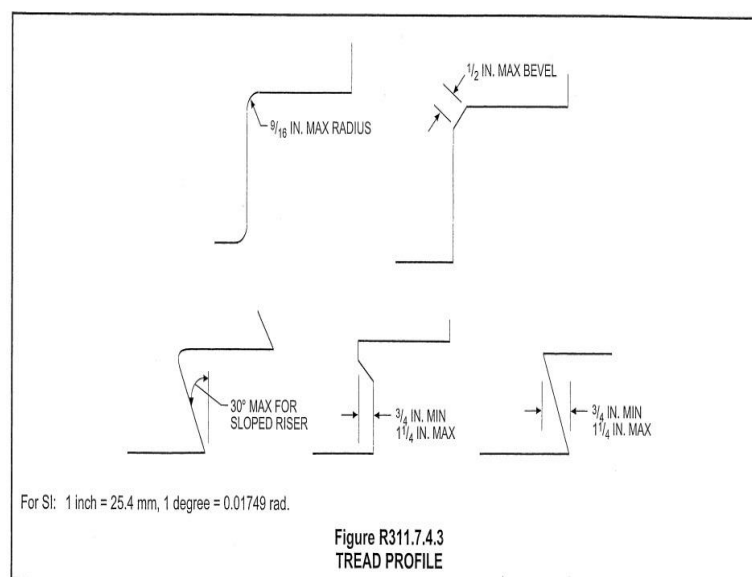 1/2 IN. MAX BEVEL
9/16 IN. MAX RADIUS
30° MAX FOR
SLOPED RISER
3/4 IN. MIN
1 1/4 IN. MAX
3/4 IN. MIN
1 1/4 IN. MAX
For SI: 1 inch = 25.4 mm, 1 degree = 0.01749 rad.
Figure R311.7.4.3
TREAD PROFILE